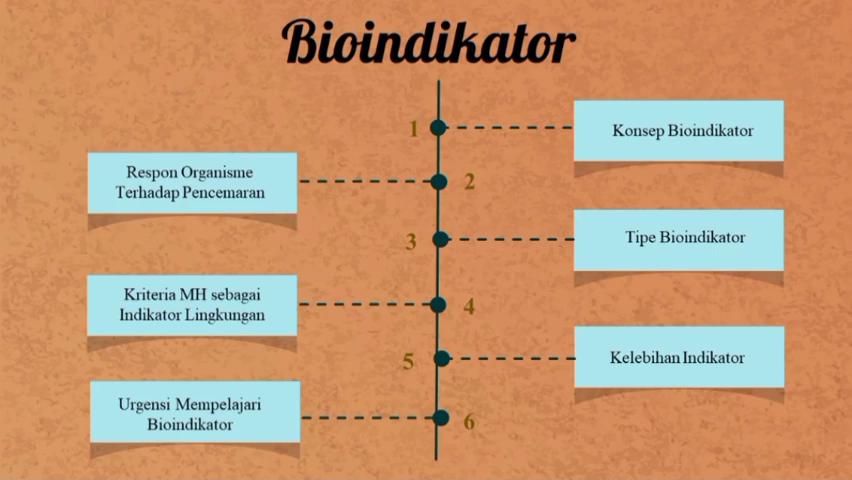 Bioindikator
1
Konsep Bioindikator
Respon Organisme
Terhadap Pencemaran
2
3
Tipe Bioindikator
Kriteria MH sebagai
Indikator Lingkungan
4
5
Kelebihan Indikator
Urgensi Mempelajari
Bioindikator
6